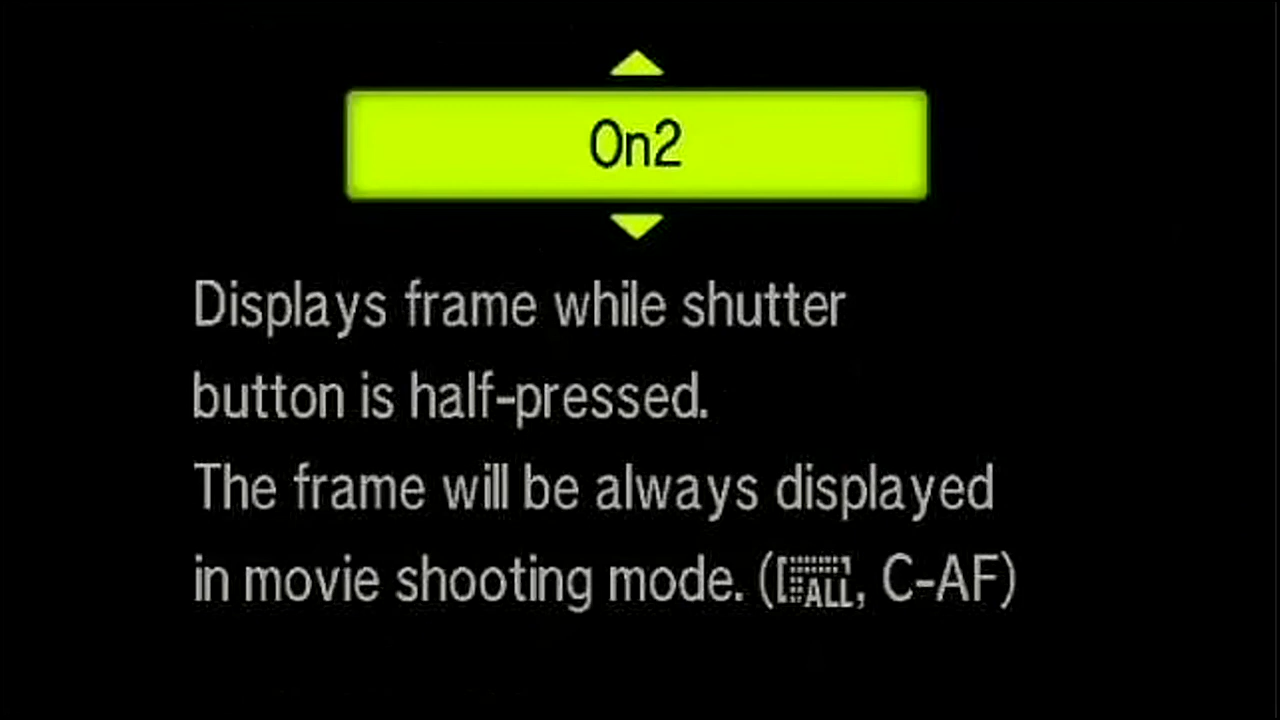 On2
Displays frame while shutter
button is half-pressed.
The frame will be always displayed
in movie shooting mode. ([ALL, C-AF)